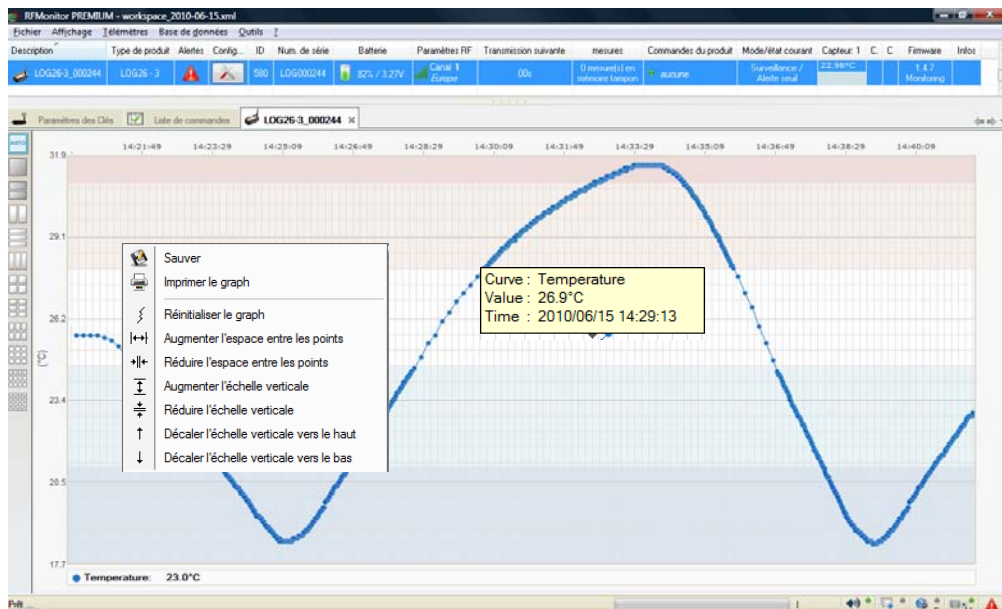 RFMonitor PREMIUM - workspace_2010-06-15.xml
Fichier Affichage Télémètres Base de données Outils ?
Description Type de produit Alertes Config... ID Num. de série Batterie Paramètres RF Transmission suivante mesures Commandes du produit Mode/état courant Capteur: 1 C. C Firmware Infos
LOG26-3_000244 LOG26 - 3 580 LOG000244 82% / 3.27V Canal 1 Europe 00s 0 mesure(s) en mémoire tampon aucune Surveillance / Alerte seuil 22.98°C 1.4.7 Monitoring
Paramètres des Clés Liste de commandes LOG26-3_000244
AUTO
14:21:49 14:23:29 14:25:09 14:26:49 14:28:29 14:30:09 14:31:49 14:33:29 14:35:09 14:36:49 14:38:29 14:40:09
31.9
29.1
26.2
23.4
20.5
17.7
(°C)
Sauver
Imprimer le graph
Réinitialiser le graph
Augmenter l'espace entre les points
Réduire l'espace entre les points
Augmenter l'échelle verticale
Réduire l'échelle verticale
Décaler l'échelle verticale vers le haut
Décaler l'échelle verticale vers le bas
Curve : Temperature
Value : 26.9°C
Time : 2010/06/15 14:29:13
Temperature: 23.0°C
Prêt ...